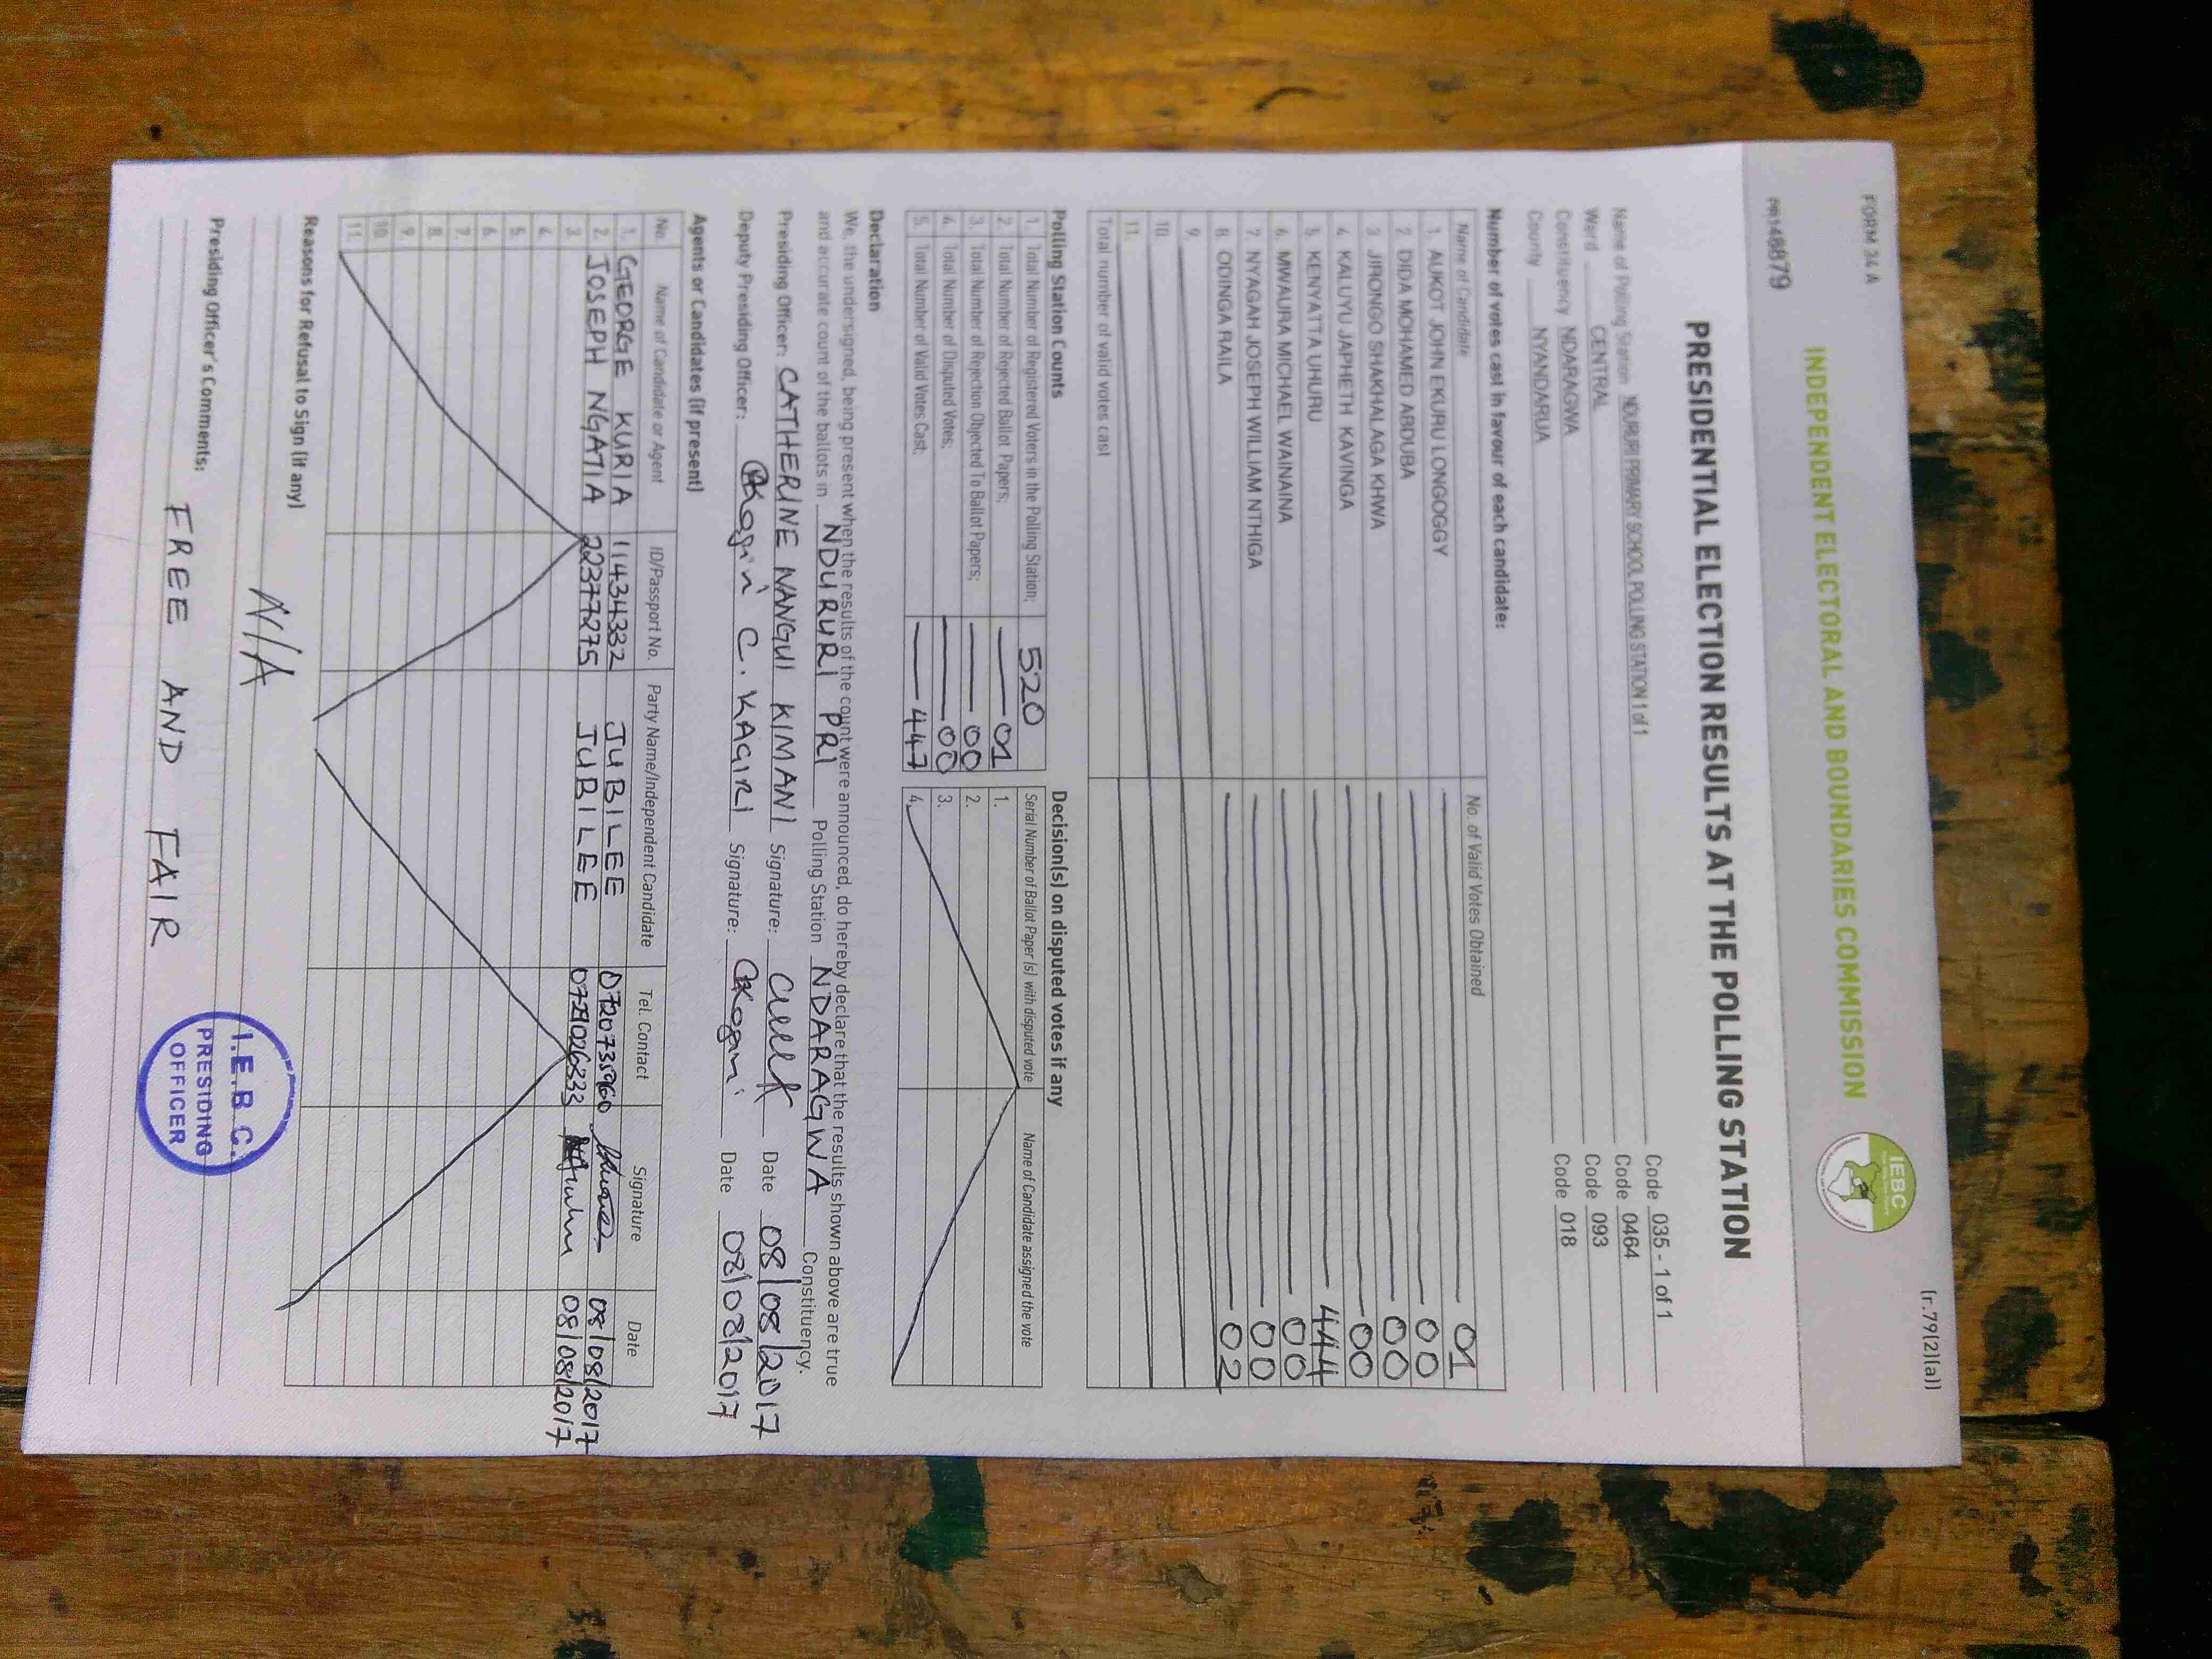 FORM 34 A
(r.79(2)(a))
INDEPENDENT ELECTORAL AND BOUNDARIES COMMISSION
IEBC
PR148879
PRESIDENTIAL ELECTION RESULTS AT THE POLLING STATION
Name of Polling Station NDURURI PRIMARY SCHOOL POLLING STATION 1 of 1 Code 035 - 1 of 1
Ward CENTRAL Code 0464
Constituency NDARAGWA Code 093
County NYANDARUA Code 018
Number of votes cast in favour of each candidate:
Name of Candidate No. of Valid Votes Obtained
1. AUKOT JOHN EKURU LONGOGGY 01
2. DIDA MOHAMED ABDUBA 00
3 JIRONGO SHAKHALAGA KHWA 00
4. KALUYU JAPHETH KAVINGA 00
5. KENYATTA UHURU 444
6. MWAURA MICHAEL WAINAINA 00
7. NYAGAH JOSEPH WILLIAM NTHIGA 00
8. ODINGA RAILA 02
9.
10.
11.
Total number of valid votes cast
Polling Station Counts
1. Total Number of Registered Voters in the Polling Station; 520
2. Total Number of Rejected Ballot Papers; 01
3. Total Number of Rejection Objected To Ballot Papers; 00
4. Total Number of Disputed Votes; 00
5. Total Number of Valid Votes Cast; 447
Decision(s) on disputed votes if any
Serial Number of Ballot Paper (s) with disputed vote Name of Candidate assigned the vote
1.
2.
3.
4.
Declaration
We, the undersigned, being present when the results of the count were announced, do hereby declare that the results shown above are true
and accurate count of the ballots in NDURURI PRI Polling Station NDARAGWA Constituency.
Presiding Officer: CATHERINE NANGUI KIMANI Signature: Date 08/08/2017
Deputy Presiding Officer: C. KAGIRI Signature: Date 08/08/2017
Agents or Candidates (if present)
No. Name of Candidate or Agent ID/Passport No. Party Name/Independent Candidate Tel. Contact Signature Date
1. GEORGE KURIA 11434332 JUBILEE 0720735960 08/08/2017
2. JOSEPH NGATIA 22377275 JUBILEE 08/08/2017
3.
4.
5.
6.
7.
8.
9.
10.
11.
Reasons for Refusal to Sign (if any)
N/A
Presiding Officer's Comments:
FREE AND FAIR
I.E.B C.
PRESIDING
OFFICER